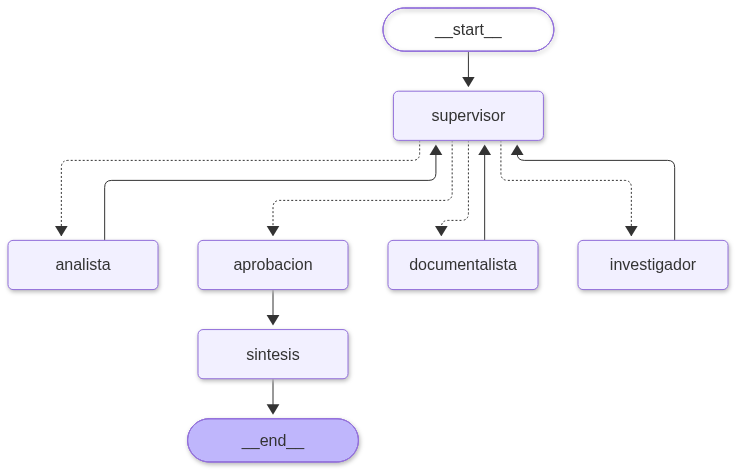 __start__
supervisor
analista
aprobacion
documentalista
investigador
sintesis
__end__